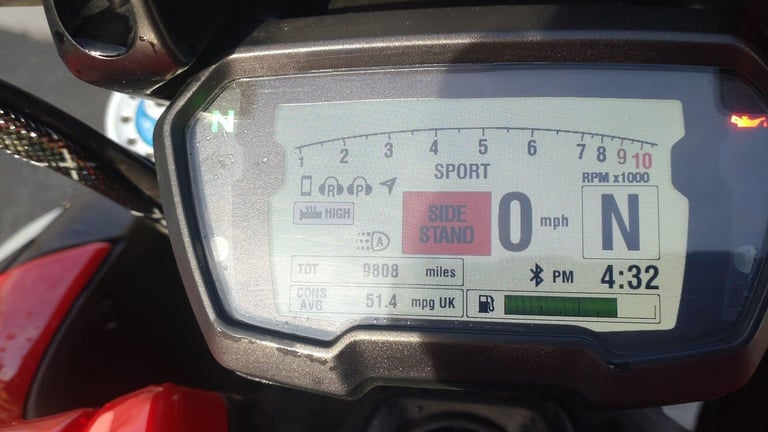 N
1 2 3 4 5 6 7 8 9 10
SPORT
RPM x1000
R P
HIGH
SIDE
STAND
0 mph
N
A
TOT 9808 miles
PM 4:32
CONS
AVG 51.4 mpg UK